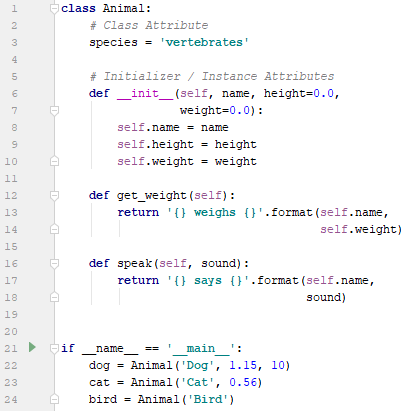 1 class Animal:
2     # Class Attribute
3     species = 'vertebrates'
4
5     # Initializer / Instance Attributes
6     def __init__(self, name, height=0.0,
7                  weight=0.0):
8         self.name = name
9         self.height = height
10         self.weight = weight
11
12     def get_weight(self):
13         return '{} weighs {}'.format(self.name,
14                                      self.weight)
15
16     def speak(self, sound):
17         return '{} says {}'.format(self.name,
18                                    sound)
19
20
21 if __name__ == '__main__':
22     dog = Animal('Dog', 1.15, 10)
23     cat = Animal('Cat', 0.56)
24     bird = Animal('Bird')